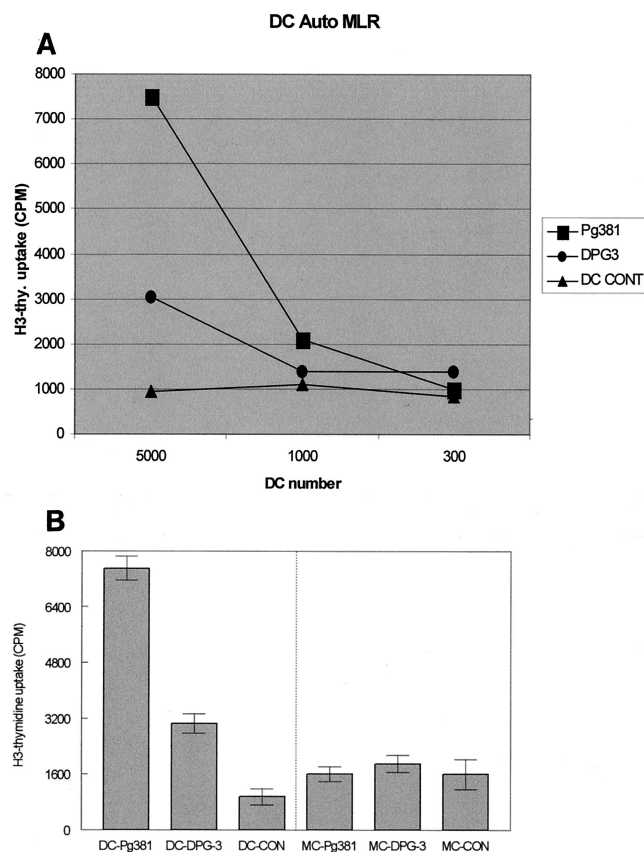 DC Auto MLR
A
8000
7000
6000
5000
4000
3000
2000
1000
0
H3-thy. uptake (CPM)
5000 1000 300
DC number
Pg381
DPG3
DC CONT
B
8000
6400
4800
3200
1600
0
H3-thymidine uptake (CPM)
DC-Pg381 DC-DPG-3 DC-CON MC-Pg381 MC-DPG-3 MC-CON